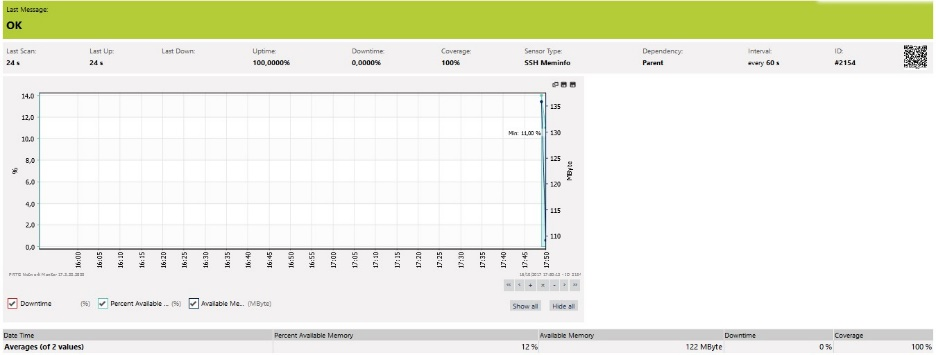 Last Message:
OK
Last Scan: Last Up: Last Down: Uptime: Downtime: Coverage: Sensor Type: Dependency: Interval: ID:
24 s 24 s 100,0000% 0,0000% 100% SSH Meminfo Parent every 60 s #2154
14,0
12,0
10,0
8,0
6,0
4,0
2,0
0,0
%
135
130
125
120
115
110
MByte
Min: 11,00 %
16:00 16:05 16:10 16:15 16:20 16:25 16:30 16:35 16:40 16:45 16:50 16:55 17:00 17:05 17:10 17:15 17:20 17:25 17:30 17:35 17:40 17:45 17:50
PRTG Network Monitor
Downtime (%) Percent Available ... (%) Available Me... (MByte)
Show all Hide all
Date Time Percent Available Memory Available Memory Downtime Coverage
Averages (of 2 values) 12 % 122 MByte 0 % 100 %